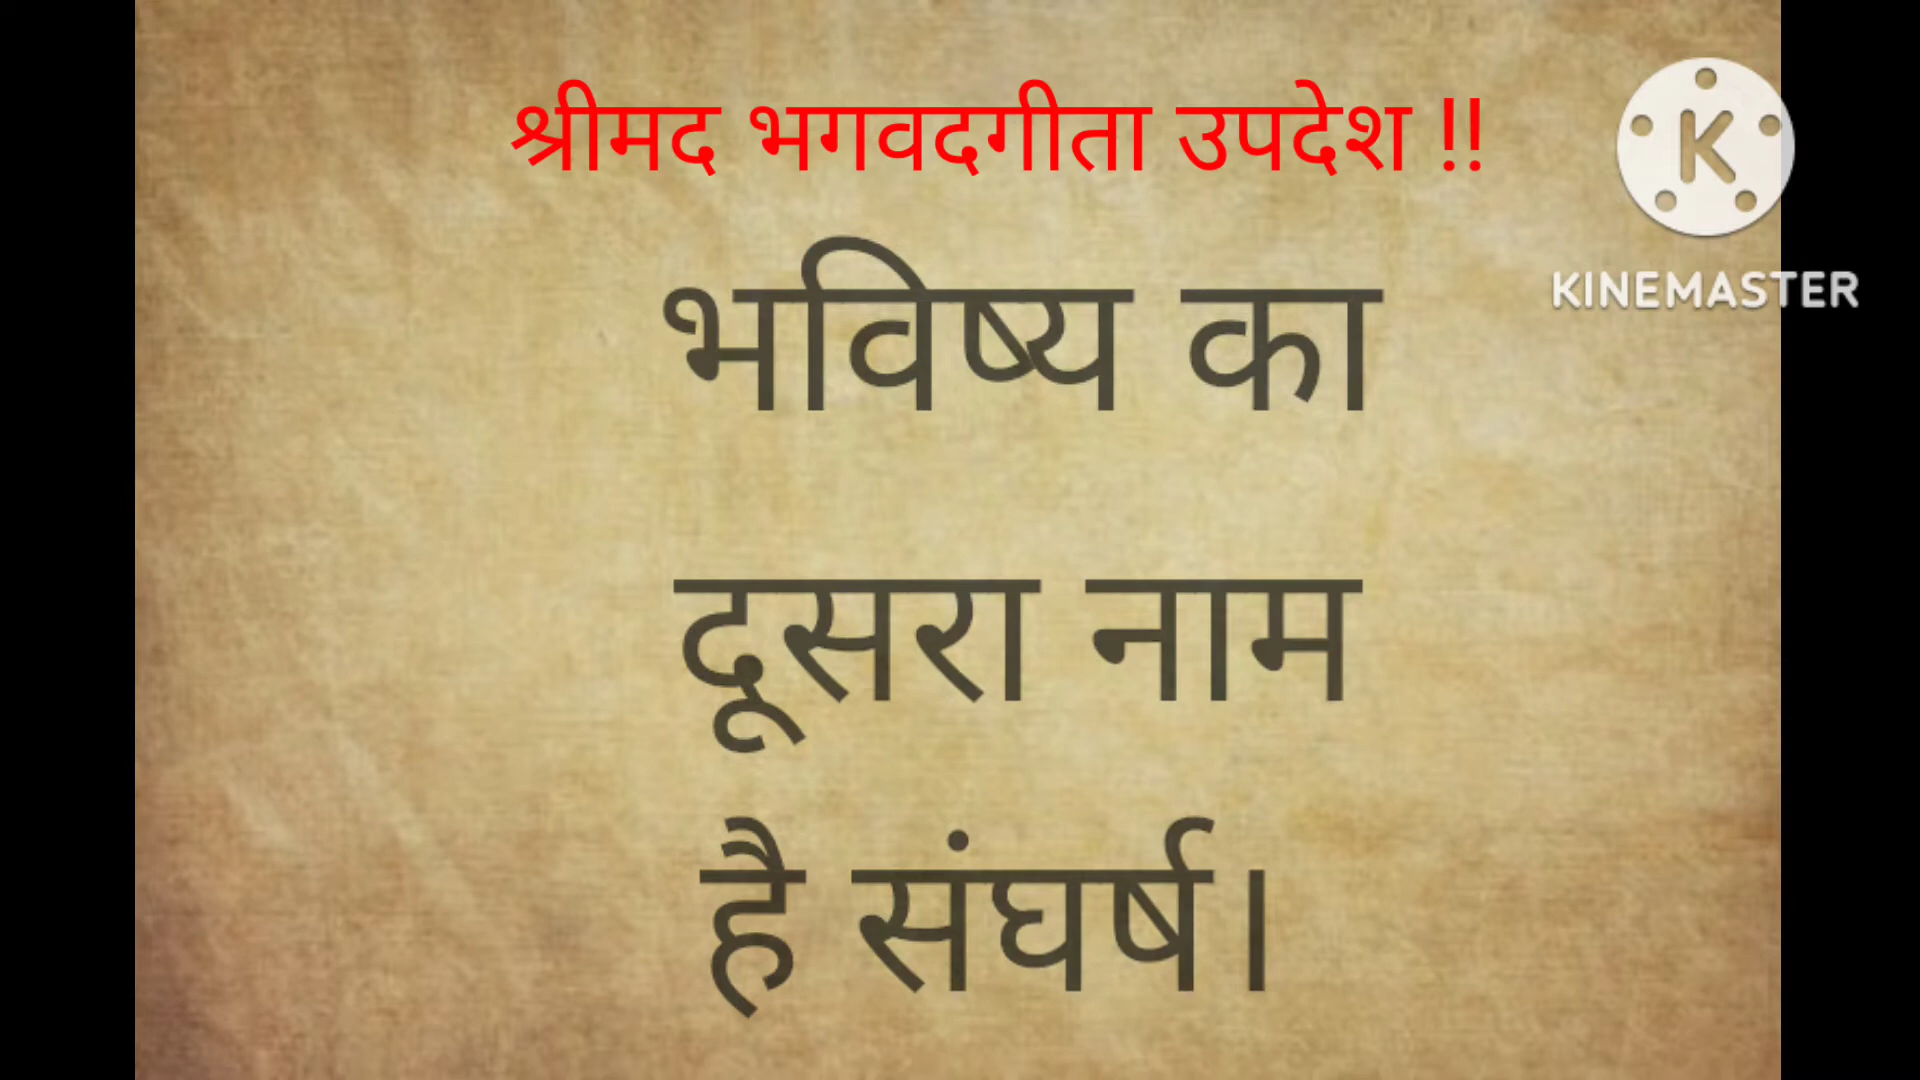 श्रीमद भगवदगीता उपदेश !!
भविष्य का
दूसरा नाम
है संघर्ष।
K
KINEMASTER